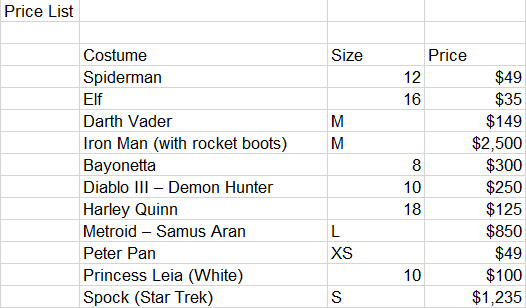 Price List
Costume Size Price
Spiderman 12 $49
Elf 16 $35
Darth Vader M $149
Iron Man (with rocket boots) M $2,500
Bayonetta 8 $300
Diablo III – Demon Hunter 10 $250
Harley Quinn 18 $125
Metroid – Samus Aran L $850
Peter Pan XS $49
Princess Leia (White) 10 $100
Spock (Star Trek) S $1,235